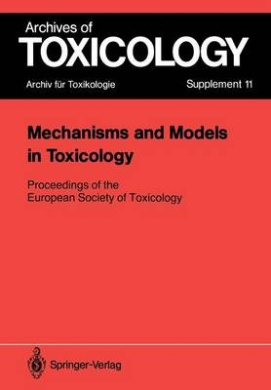 Archives of
TOXICOLOGY
Archiv für Toxikologie Supplement 11
Mechanisms and Models
in Toxicology
Proceedings of the
European Society of Toxicology
Springer-Verlag